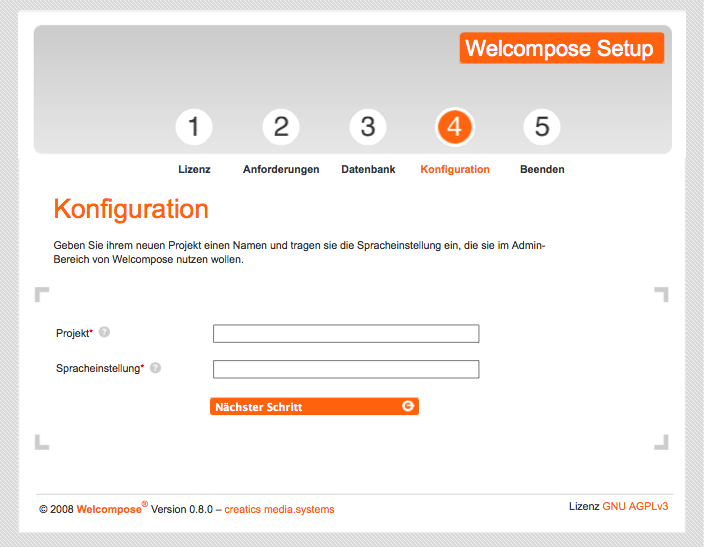 Welcompose Setup
1 2 3 4 5
Lizenz Anforderungen Datenbank Konfiguration Beenden
Konfiguration
Geben Sie ihrem neuen Projekt einen Namen und tragen sie die Spracheinstellung ein, die sie im Admin-
Bereich von Welcompose nutzen wollen.
Projekt* ?
Spracheinstellung* ?
Nächster Schritt
© 2008 Welcompose® Version 0.8.0 – creatics media.systems
Lizenz GNU AGPLv3